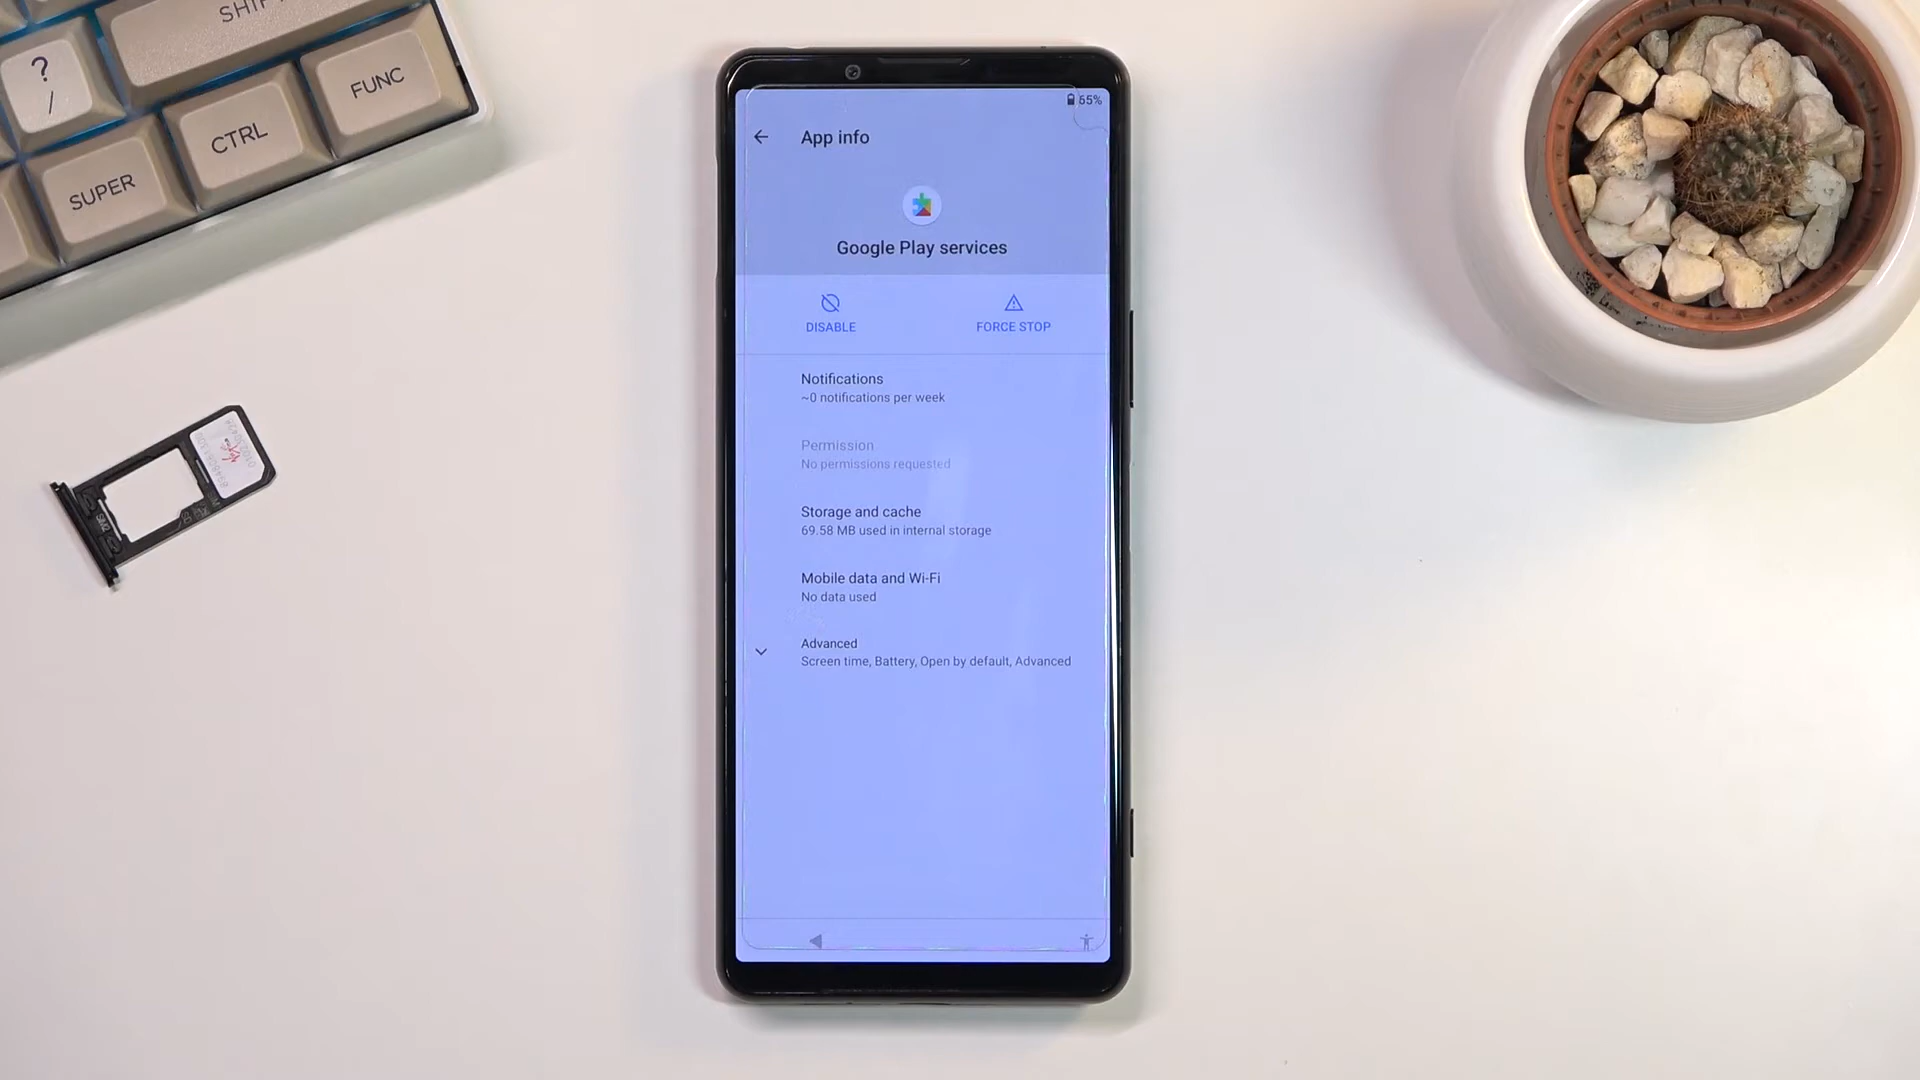 SHIFT
?
/
FUNC
CTRL
SUPER
65%
App info
Google Play services
DISABLE
FORCE STOP
Notifications
~0 notifications per week
Permission
No permissions requested
Storage and cache
69.58 MB used in internal storage
Mobile data and Wi-Fi
No data used
Advanced
Screen time, Battery, Open by default, Advanced
SIM2